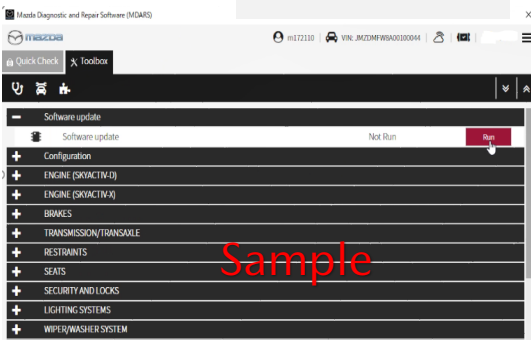 Mazda Diagnostic and Repair Software (MDARS)
mazda m172110 VIN: JMZDMFW8A00100044
Quick Check Toolbox
Software update
Software update Not Run Run
Configuration
ENGINE (SKYACTIV-D)
ENGINE (SKYACTIV-X)
BRAKES
TRANSMISSION/TRANSAXLE
RESTRAINTS
SEATS
SECURITY AND LOCKS
LIGHTING SYSTEMS
WIPER/WASHER SYSTEM
Sample